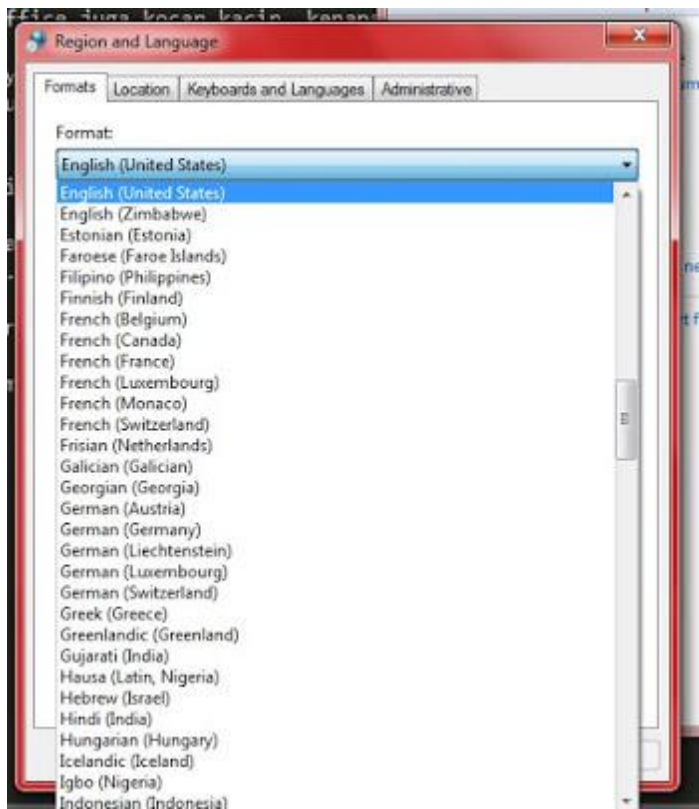 ffice juga kocar kacir, kenapa
Region and Language
Formats Location Keyboards and Languages Administrative
Format:
English (United States)
English (United States)
English (Zimbabwe)
Estonian (Estonia)
Faroese (Faroe Islands)
Filipino (Philippines)
Finnish (Finland)
French (Belgium)
French (Canada)
French (France)
French (Luxembourg)
French (Monaco)
French (Switzerland)
Frisian (Netherlands)
Galician (Galician)
Georgian (Georgia)
German (Austria)
German (Germany)
German (Liechtenstein)
German (Luxembourg)
German (Switzerland)
Greek (Greece)
Greenlandic (Greenland)
Gujarati (India)
Hausa (Latin, Nigeria)
Hebrew (Israel)
Hindi (India)
Hungarian (Hungary)
Icelandic (Iceland)
Igbo (Nigeria)
Indonesian (Indonesia)